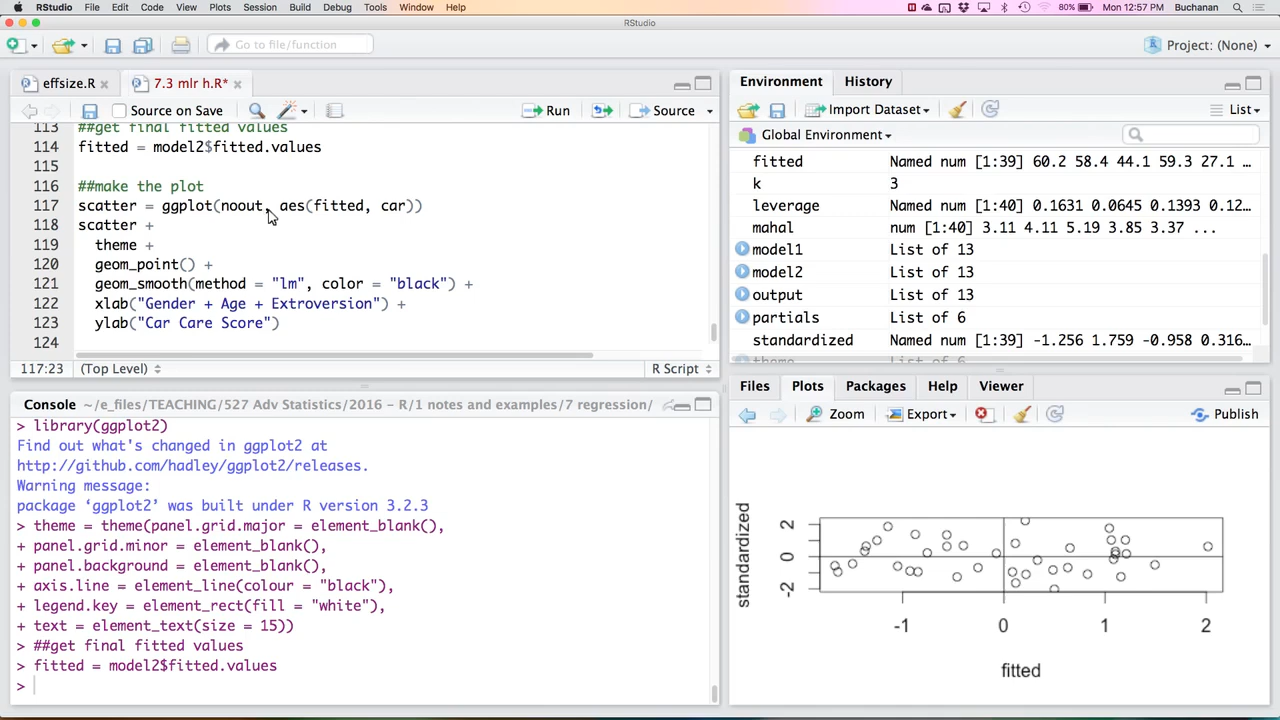 RStudio File Edit Code View Plots Session Build Debug Tools Window Help 80% Mon 12:57 PM Buchanan
RStudio
Go to file/function Project: (None)
effsize.R 7.3 mlr h.R*
Source on Save Run Source
113 ##get final fitted values
114 fitted = model2$fitted.values
115
116 ##make the plot
117 scatter = ggplot(noout, aes(fitted, car))
118 scatter +
119 theme +
120 geom_point() +
121 geom_smooth(method = "lm", color = "black") +
122 xlab("Gender + Age + Extroversion") +
123 ylab("Car Care Score")
124
117:23 (Top Level) R Script
Console ~/e_files/TEACHING/527 Adv Statistics/2016 - R/1 notes and examples/7 regression/
> library(ggplot2)
Find out what's changed in ggplot2 at
http://github.com/hadley/ggplot2/releases.
Warning message:
package ‘ggplot2’ was built under R version 3.2.3
> theme = theme(panel.grid.major = element_blank(),
+ panel.grid.minor = element_blank(),
+ panel.background = element_blank(),
+ axis.line = element_line(colour = "black"),
+ legend.key = element_rect(fill = "white"),
+ text = element_text(size = 15))
> ##get final fitted values
> fitted = model2$fitted.values
>
Environment History
Import Dataset List
Global Environment
fitted Named num [1:39] 60.2 58.4 44.1 59.3 27.1 ...
k 3
leverage Named num [1:40] 0.1631 0.0645 0.1393 0.12...
mahal num [1:40] 3.11 4.11 5.19 3.85 3.37 ...
model1 List of 13
model2 List of 13
output List of 13
partials List of 6
standardized Named num [1:39] -1.256 1.759 -0.958 0.316...
theme List of 6
Files Plots Packages Help Viewer
Zoom Export Publish
standardized
2
0
-2
-1 0 1 2
fitted